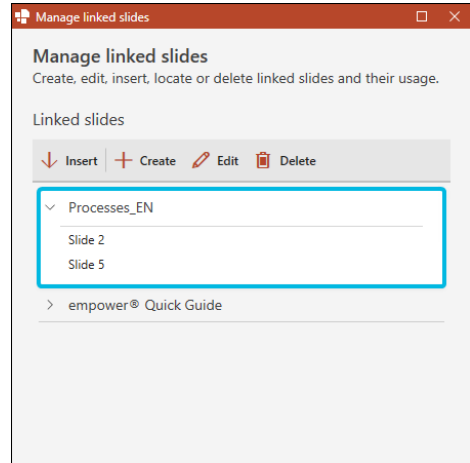 Manage linked slides
Manage linked slides
Create, edit, insert, locate or delete linked slides and their usage.
Linked slides
Insert Create Edit Delete
Processes_EN
Slide 2
Slide 5
empower® Quick Guide